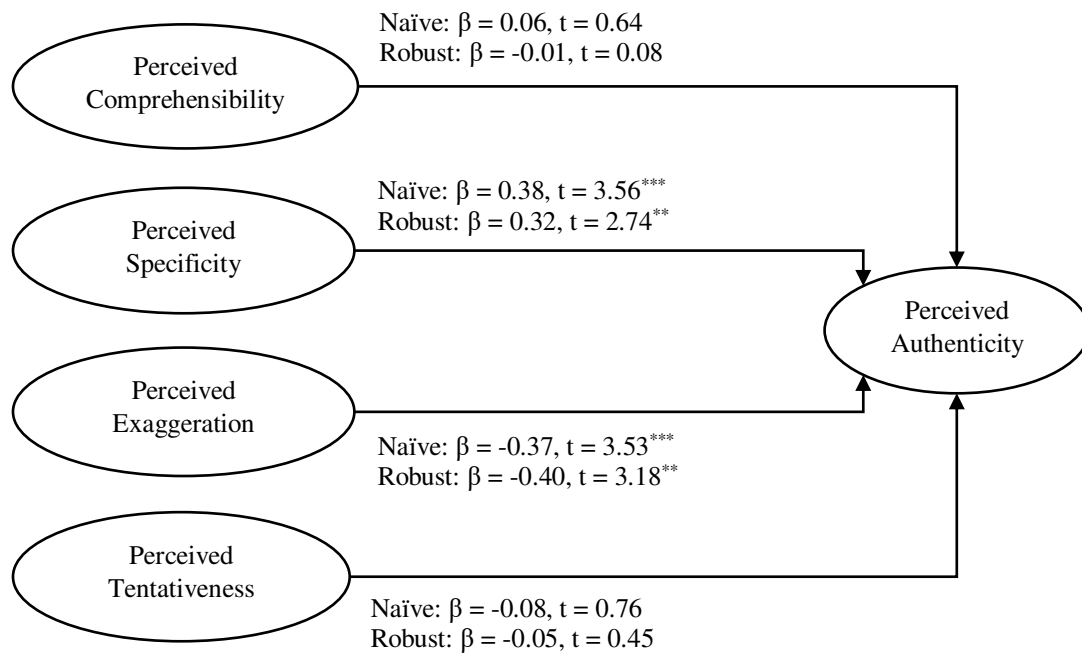 Naïve: β = 0.06, t = 0.64
Robust: β = -0.01, t = 0.08
Perceived
Comprehensibility
Naïve: β = 0.38, t = 3.56***
Robust: β = 0.32, t = 2.74**
Perceived
Specificity
Perceived
Authenticity
Perceived
Exaggeration
Naïve: β = -0.37, t = 3.53***
Robust: β = -0.40, t = 3.18**
Perceived
Tentativeness
Naïve: β = -0.08, t = 0.76
Robust: β = -0.05, t = 0.45